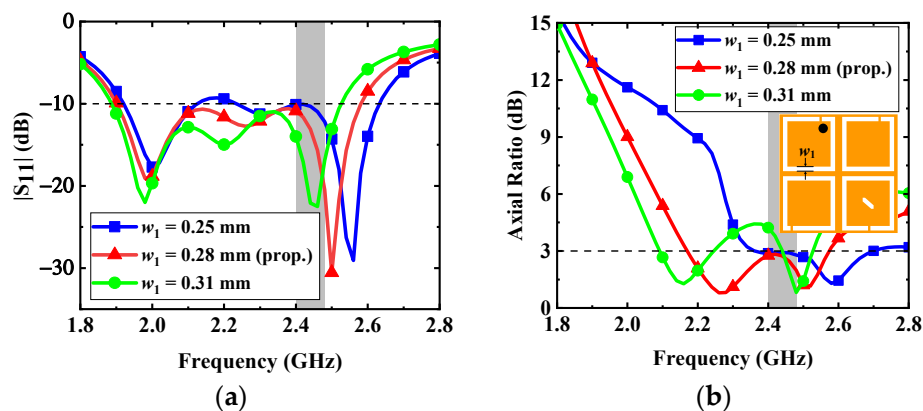 0
−10
−20
−30
|S11| (dB)
w1 = 0.25 mm
w1 = 0.28 mm (prop.)
w1 = 0.31 mm
1.8 2.0 2.2 2.4 2.6 2.8
Frequency (GHz)
(a)
15
12
9
6
3
0
Axial Ratio (dB)
w1 = 0.25 mm
w1 = 0.28 mm (prop.)
w1 = 0.31 mm
w1
1.8 2.0 2.2 2.4 2.6 2.8
Frequency (GHz)
(b)